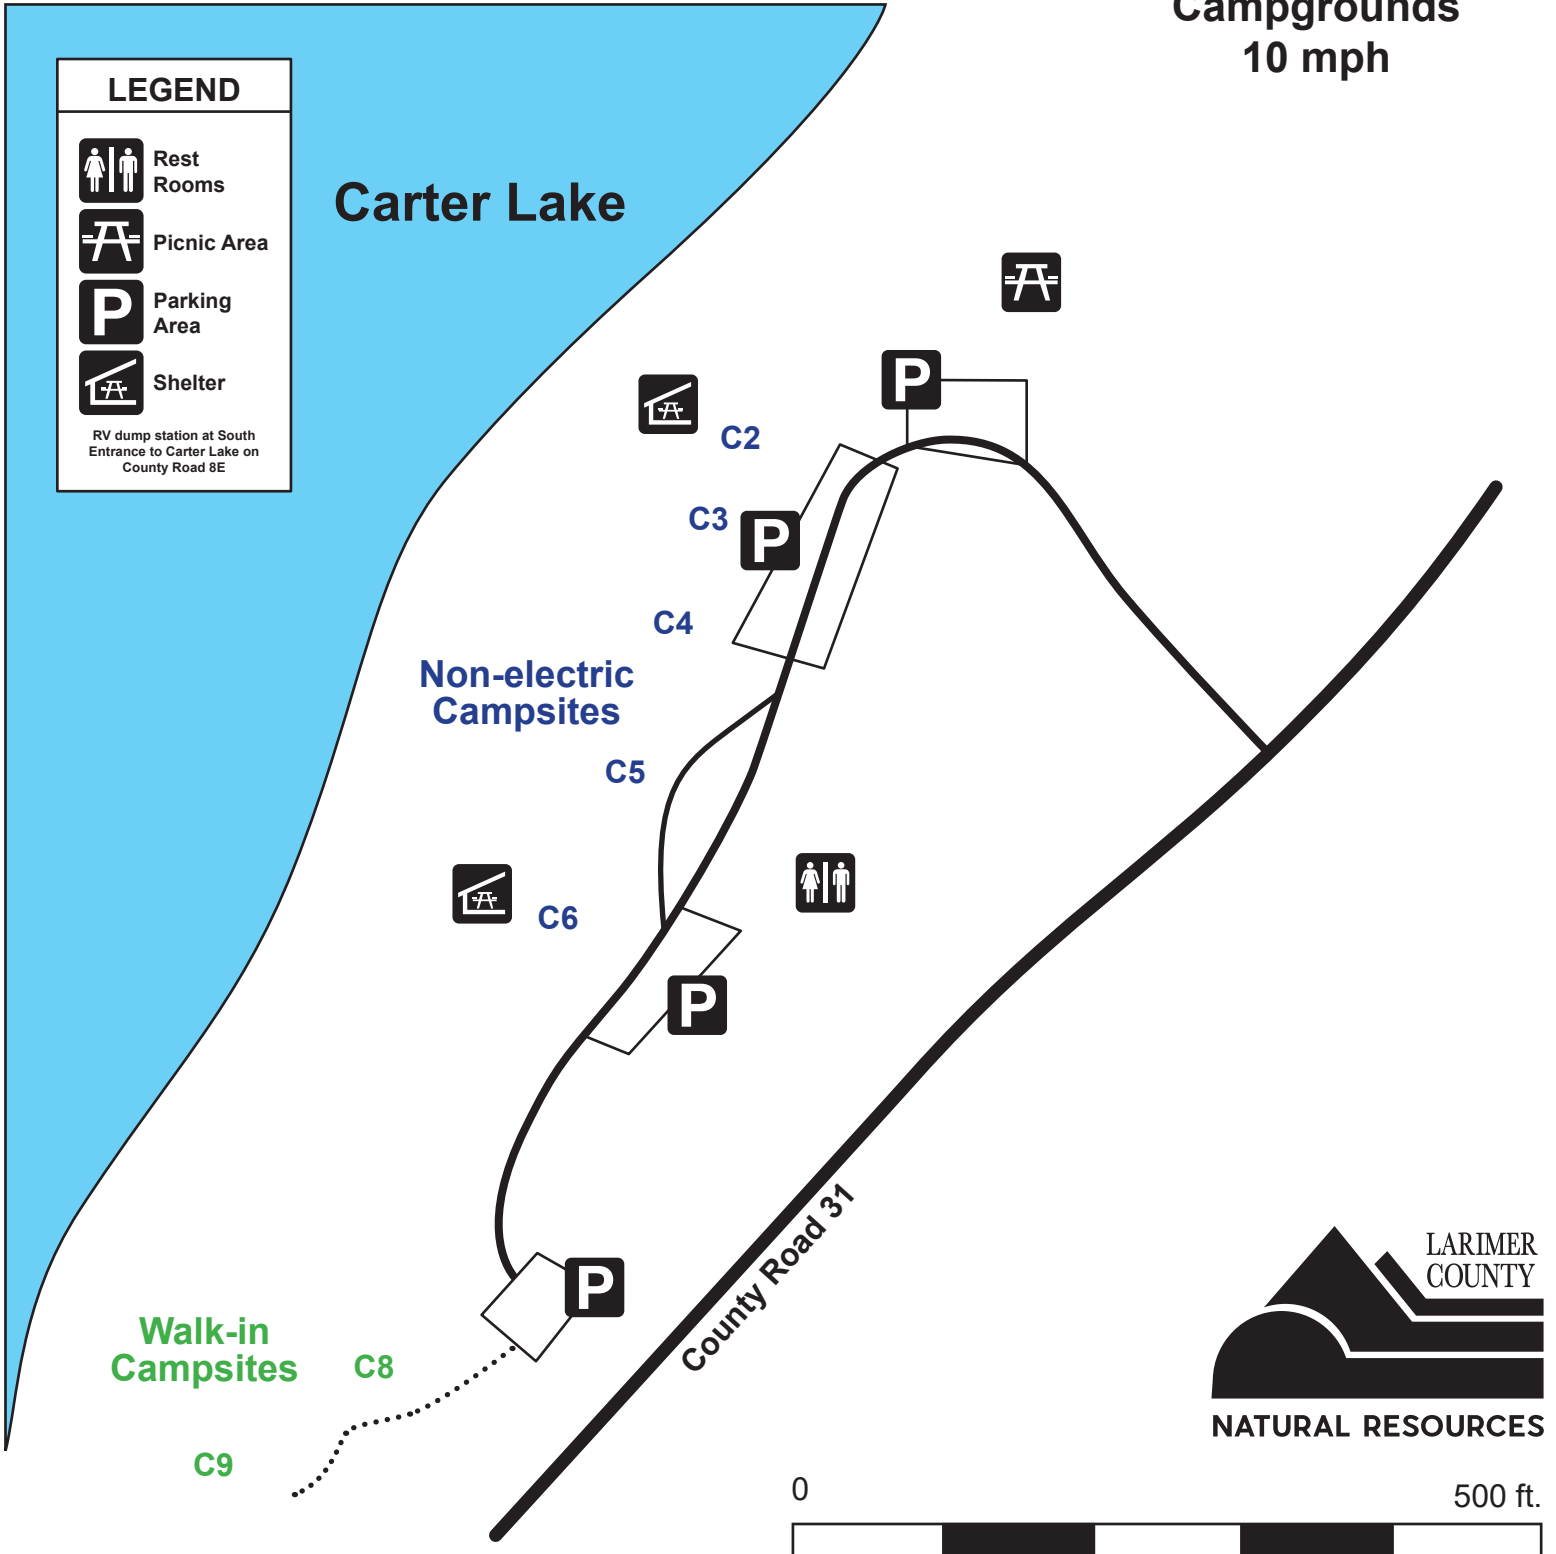 Campgrounds
10 mph
LEGEND
Rest
Rooms
Picnic Area
P
Parking
Area
Shelter
RV dump station at South
Entrance to Carter Lake on
County Road 8E
Carter Lake
P
C2
C3
P
C4
Non-electric
Campsites
C5
C6
P
County Road 31
P
Walk-in
Campsites
C8
C9
LARIMER
COUNTY
NATURAL RESOURCES
0
500 ft.